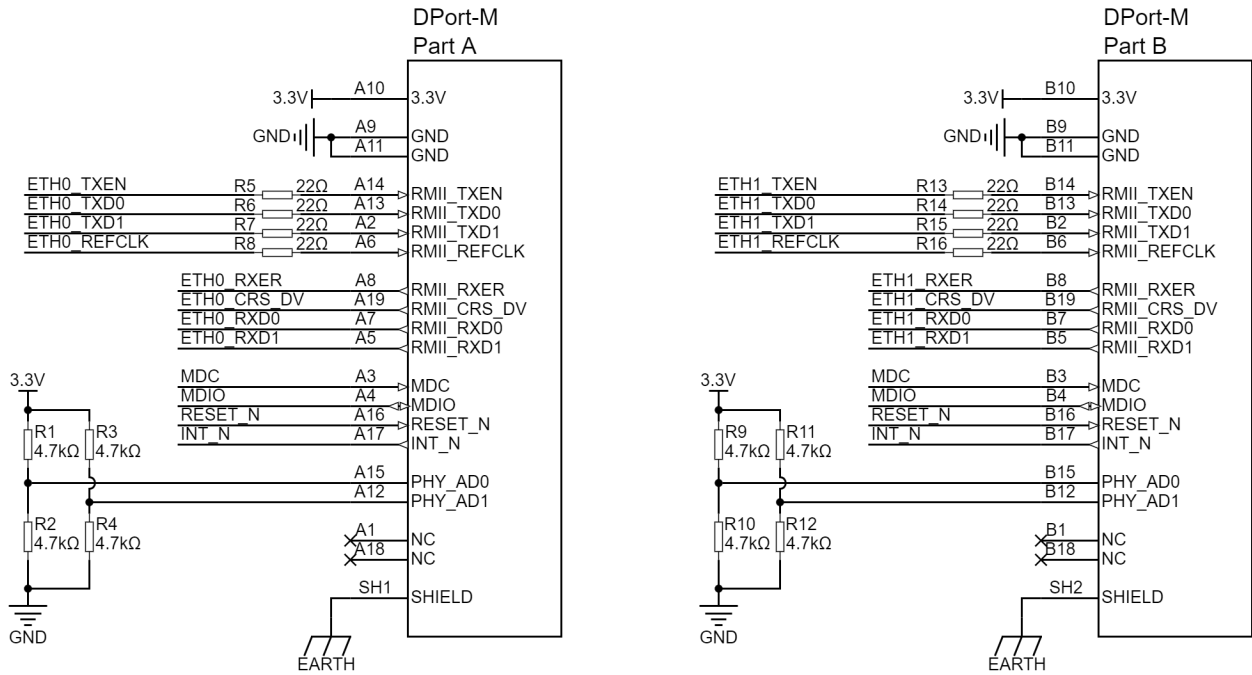 DPort-M
Part A
3.3V A10 3.3V
GND A9 GND
A11 GND
ETH0_TXEN R5 22Ω A14 RMII_TXEN
ETH0_TXD0 R6 22Ω A13 RMII_TXD0
ETH0_TXD1 R7 22Ω A2 RMII_TXD1
ETH0_REFCLK R8 22Ω A6 RMII_REFCLK
ETH0_RXER A8 RMII_RXER
ETH0_CRS_DV A19 RMII_CRS_DV
ETH0_RXD0 A7 RMII_RXD0
ETH0_RXD1 A5 RMII_RXD1
3.3V
MDC A3 MDC
MDIO A4 MDIO
RESET_N A16 RESET_N
INT_N A17 INT_N
R1 R3
4.7kΩ 4.7kΩ
A15 PHY_AD0
A12 PHY_AD1
R2 R4
4.7kΩ 4.7kΩ
A1 NC
A18 NC
SH1 SHIELD
GND
EARTH
DPort-M
Part B
3.3V B10 3.3V
GND B9 GND
B11 GND
ETH1_TXEN R13 22Ω B14 RMII_TXEN
ETH1_TXD0 R14 22Ω B13 RMII_TXD0
ETH1_TXD1 R15 22Ω B2 RMII_TXD1
ETH1_REFCLK R16 22Ω B6 RMII_REFCLK
ETH1_RXER B8 RMII_RXER
ETH1_CRS_DV B19 RMII_CRS_DV
ETH1_RXD0 B7 RMII_RXD0
ETH1_RXD1 B5 RMII_RXD1
3.3V
MDC B3 MDC
MDIO B4 MDIO
RESET_N B16 RESET_N
INT_N B17 INT_N
R9 R11
4.7kΩ 4.7kΩ
B15 PHY_AD0
B12 PHY_AD1
R10 R12
4.7kΩ 4.7kΩ
B1 NC
B18 NC
SH2 SHIELD
GND
EARTH